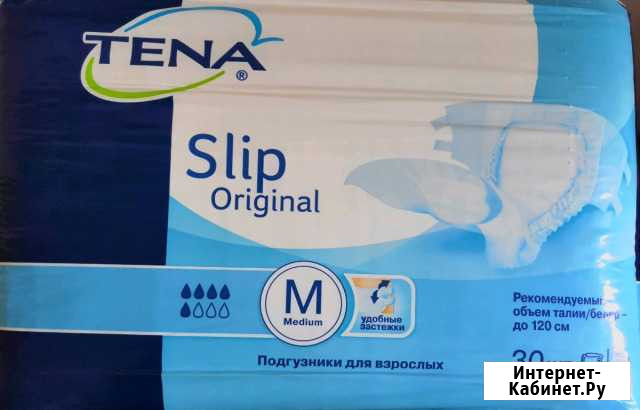 TENA®
Slip
Original
M
Medium
удобные
застежки
Рекомендуемый
объем талии/бедер -
до 120 см
Подгузники для взрослых
30
Интернет-
Кабинет.Ру